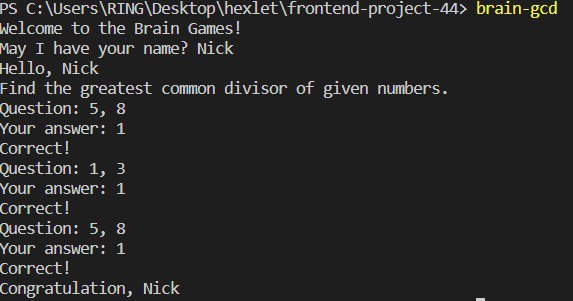 PS C:\Users\RING\Desktop\hexlet\frontend-project-44> brain-gcd
Welcome to the Brain Games!
May I have your name? Nick
Hello, Nick
Find the greatest common divisor of given numbers.
Question: 5, 8
Your answer: 1
Correct!
Question: 1, 3
Your answer: 1
Correct!
Question: 5, 8
Your answer: 1
Correct!
Congratulation, Nick